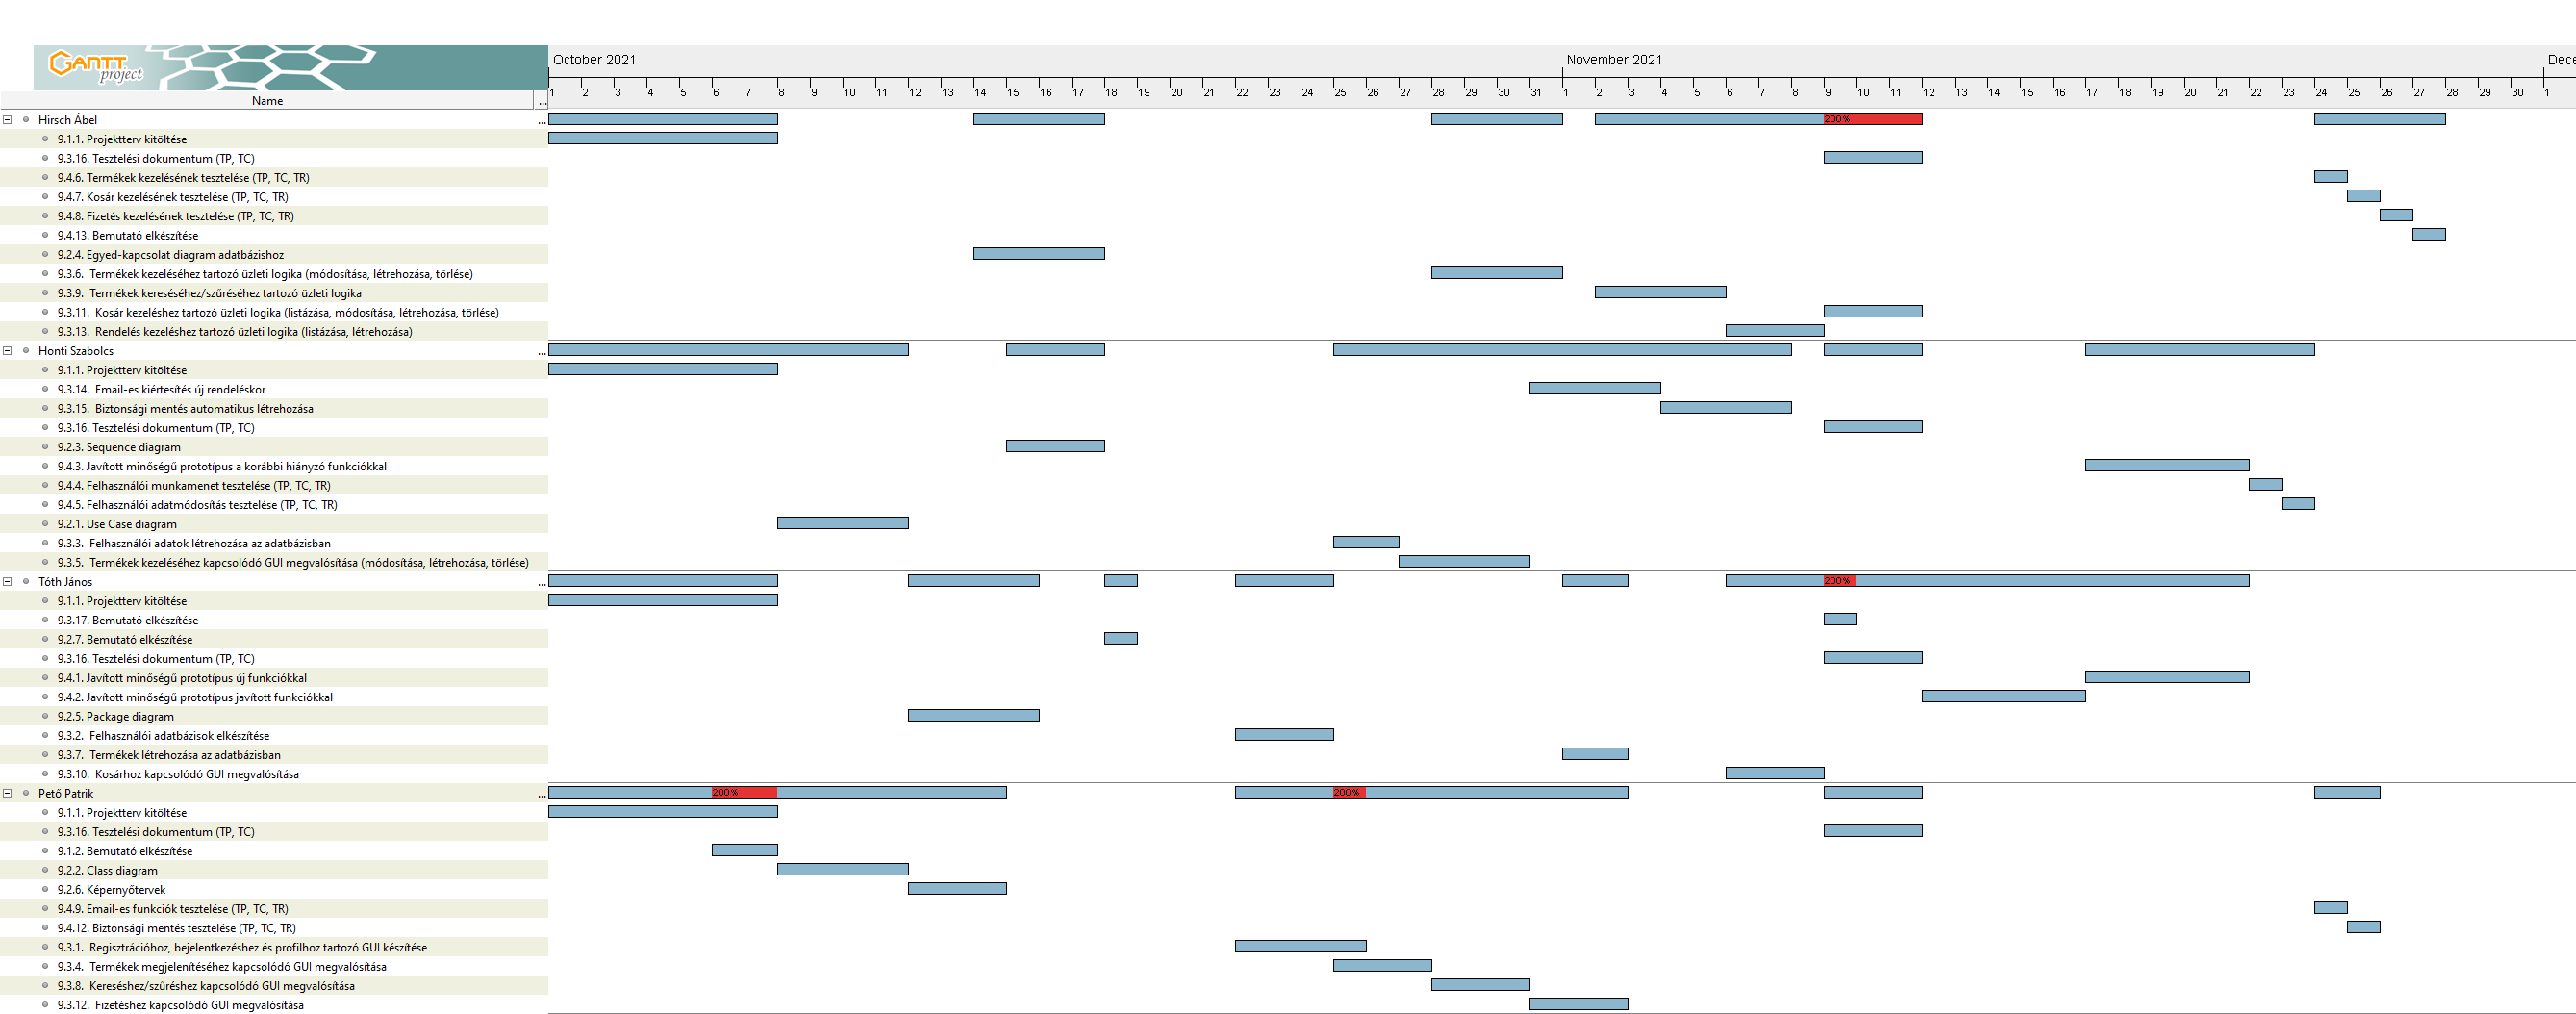 GANTT
project
October 2021
November 2021
Dece
Name
...
1 2 3 4 5 6 7 8 9 10 11 12 13 14 15 16 17 18 19 20 21 22 23 24 25 26 27 28 29 30 31 1 2 3 4 5 6 7 8 9 10 11 12 13 14 15 16 17 18 19 20 21 22 23 24 25 26 27 28 29 30 1
Hirsch Ábel ... 200%
9.1.1. Projektterv kitöltése
9.3.16. Tesztelési dokumentum (TP, TC)
9.4.6. Termékek kezelésének tesztelése (TP, TC, TR)
9.4.7. Kosár kezelésének tesztelése (TP, TC, TR)
9.4.8. Fizetés kezelésének tesztelése (TP, TC, TR)
9.4.13. Bemutató elkészítése
9.2.4. Egyed-kapcsolat diagram adatbázishoz
9.3.6. Termékek kezeléséhez tartozó üzleti logika (módosítása, létrehozása, törlése)
9.3.9. Termékek kereséséhez/szűréséhez tartozó üzleti logika
9.3.11. Kosár kezeléshez tartozó üzleti logika (listázása, módosítása, létrehozása, törlése)
9.3.13. Rendelés kezeléshez tartozó üzleti logika (listázása, létrehozása)
Honti Szabolcs ...
9.1.1. Projektterv kitöltése
9.3.14. Email-es kiértesítés új rendeléskor
9.3.15. Biztonsági mentés automatikus létrehozása
9.3.16. Tesztelési dokumentum (TP, TC)
9.2.3. Sequence diagram
9.4.3. Javított minőségű prototípus a korábbi hiányzó funkciókkal
9.4.4. Felhasználói munkamenet tesztelése (TP, TC, TR)
9.4.5. Felhasználói adatmódosítás tesztelése (TP, TC, TR)
9.2.1. Use Case diagram
9.3.3. Felhasználói adatok létrehozása az adatbázisban
9.3.5. Termékek kezeléséhez kapcsolódó GUI megvalósítása (módosítása, létrehozása, törlése)
Tóth János ... 200%
9.1.1. Projektterv kitöltése
9.3.17. Bemutató elkészítése
9.2.7. Bemutató elkészítése
9.3.16. Tesztelési dokumentum (TP, TC)
9.4.1. Javított minőségű prototípus új funkciókkal
9.4.2. Javított minőségű prototípus javított funkciókkal
9.2.5. Package diagram
9.3.2. Felhasználói adatbázisok elkészítése
9.3.7. Termékek létrehozása az adatbázisban
9.3.10. Kosárhoz kapcsolódó GUI megvalósítása
Pető Patrik ... 200% 200%
9.1.1. Projektterv kitöltése
9.3.16. Tesztelési dokumentum (TP, TC)
9.1.2. Bemutató elkészítése
9.2.2. Class diagram
9.2.6. Képernyőtervek
9.4.9. Email-es funkciók tesztelése (TP, TC, TR)
9.4.12. Biztonsági mentés tesztelése (TP, TC, TR)
9.3.1. Regisztrációhoz, bejelentkezéshez és profilhoz tartozó GUI készítése
9.3.4. Termékek megjelenítéséhez kapcsolódó GUI megvalósítása
9.3.8. Kereséshez/szűréshez kapcsolódó GUI megvalósítása
9.3.12. Fizetéshez kapcsolódó GUI megvalósítása